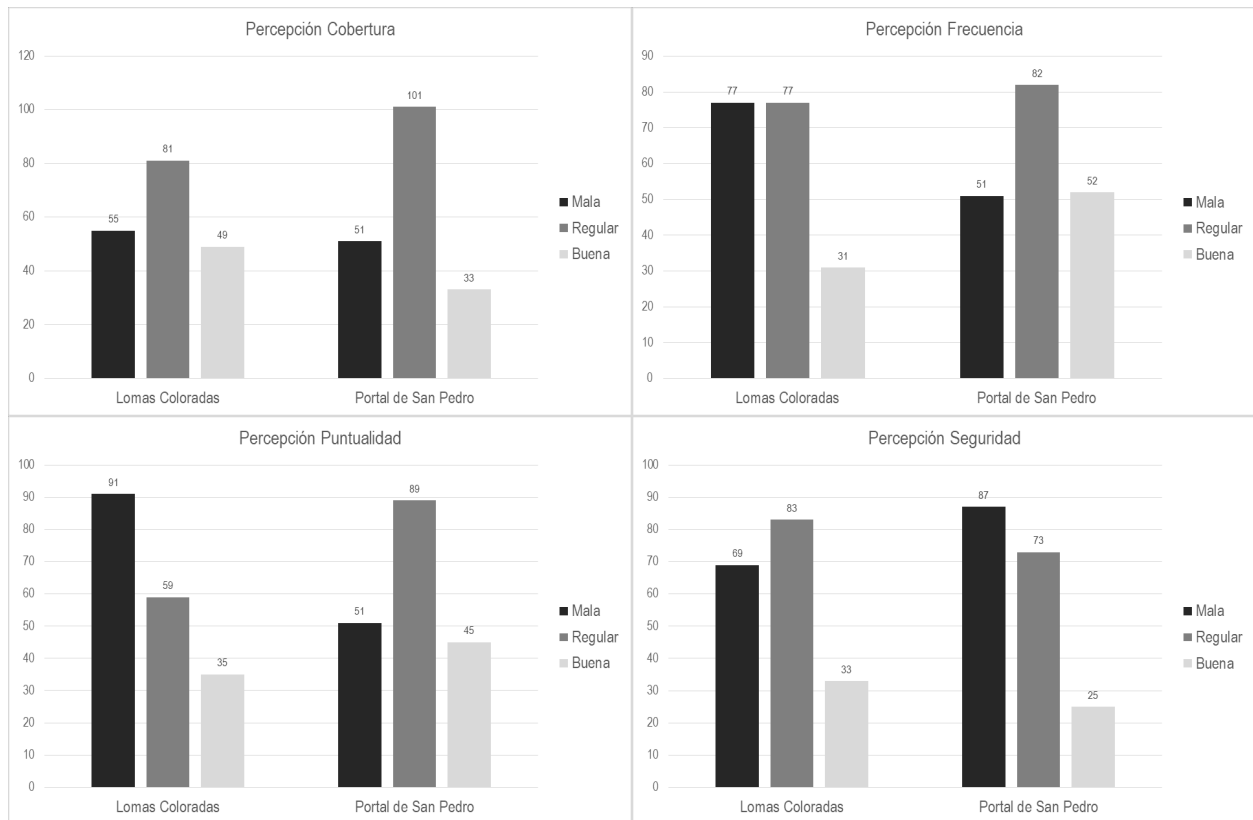 Percepción Cobertura
120
100
80
60
40
20
0
55
81
49
51
101
33
Lomas Coloradas
Portal de San Pedro
Mala
Regular
Buena
Percepción Frecuencia
90
80
70
60
50
40
30
20
10
0
77
77
31
51
82
52
Lomas Coloradas
Portal de San Pedro
Mala
Regular
Buena
Percepción Puntualidad
100
90
80
70
60
50
40
30
20
10
0
91
59
35
51
89
45
Lomas Coloradas
Portal de San Pedro
Mala
Regular
Buena
Percepción Seguridad
100
90
80
70
60
50
40
30
20
10
0
69
83
33
87
73
25
Lomas Coloradas
Portal de San Pedro
Mala
Regular
Buena